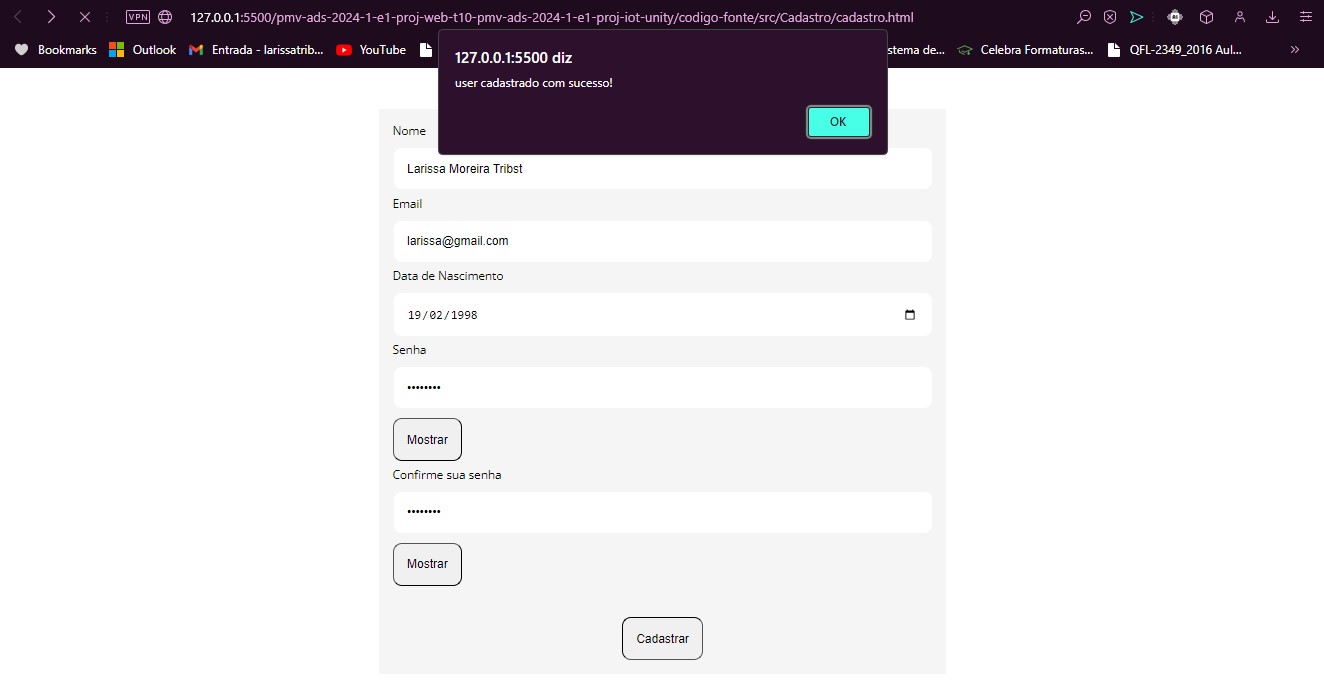 VPN 127.0.0.1:5500/pmv-ads-2024-1-e1-proj-web-t10-pmv-ads-2024-1-e1-proj-iot-unity/codigo-fonte/src/Cadastro/cadastro.html
Bookmarks Outlook Entrada - larissatrib... YouTube stema de... Celebra Formaturas... QFL-2349_2016 Aul... »
127.0.0.1:5500 diz
user cadastrado com sucesso!
OK
Nome
Larissa Moreira Tribst
Email
larissa@gmail.com
Data de Nascimento
19/02/1998
Senha
••••••••
Mostrar
Confirme sua senha
••••••••
Mostrar
Cadastrar